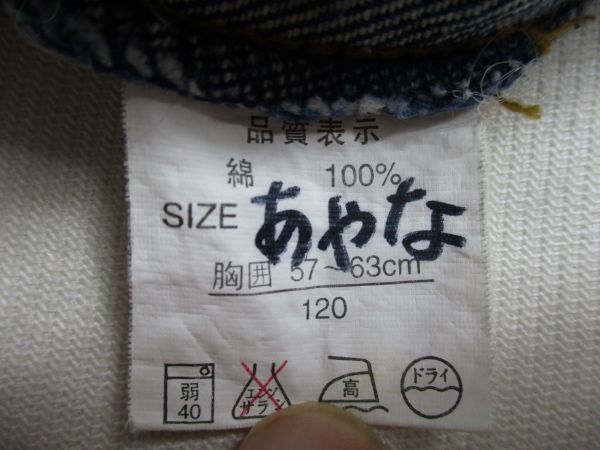 品質表示
綿 100%
SIZE あやな
胸囲 57~63cm
120
弱 40 エンソ サラシ 高 ドライ